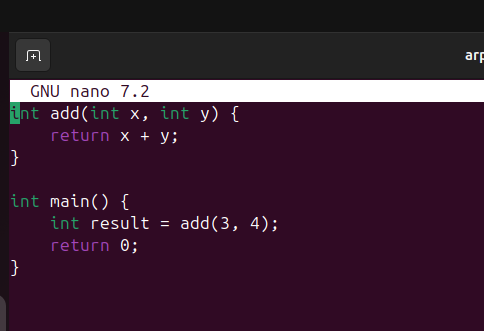 arp
GNU nano 7.2
int add(int x, int y) {
    return x + y;
}

int main() {
    int result = add(3, 4);
    return 0;
}